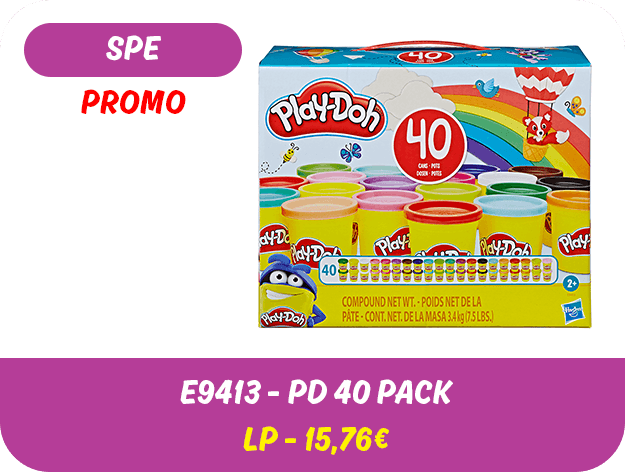 SPE
PROMO
40
Play-Doh
40
CANS · POTS
DOSEN · POTES
Play-Doh
Play-Doh
Play-Doh
40
COMPOUND NET WT. - POIDS NET DE LA
PÂTE - CONT. NET. DE LA MASA 3.4 kg (7.5 LBS.)
2+
Play-Doh
Hasbro
E9413 - PD 40 PACK
LP - 15,76€